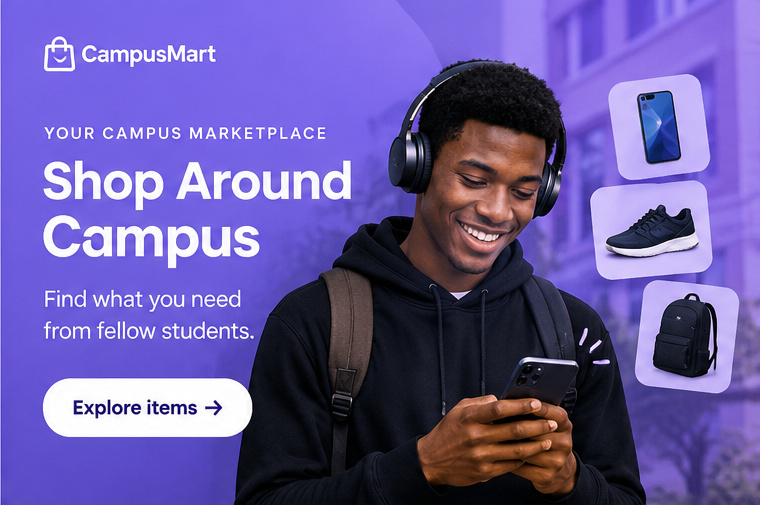 CampusMart
YOUR CAMPUS MARKETPLACE
Shop Around
Campus
Find what you need
from fellow students.
Explore items →